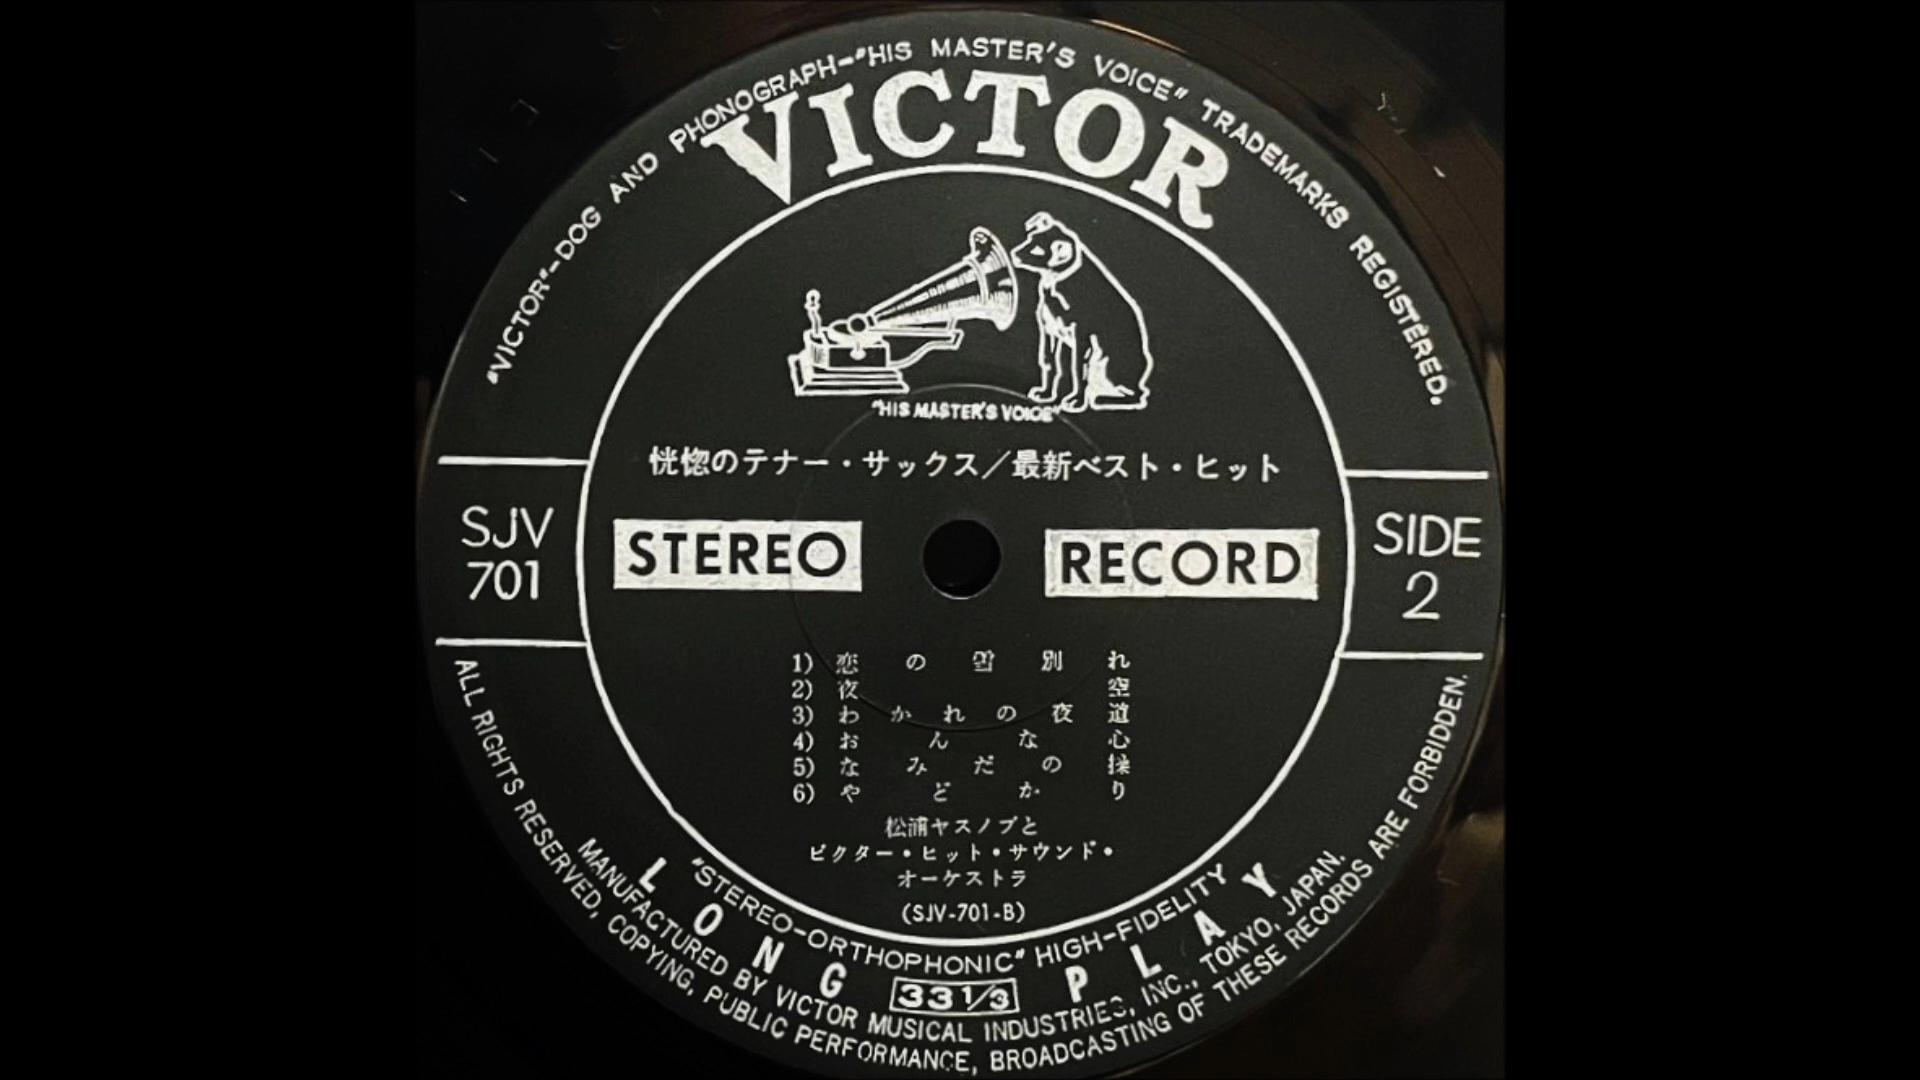 "VICTOR"-DOG AND PHONOGRAPH-"HIS MASTER'S VOICE" TRADEMARKS REGISTERED.
VICTOR
"HIS MASTER'S VOICE"
恍惚のテナー・サックス／最新ベスト・ヒット
SJV
701
STEREO
RECORD
SIDE
2
1) 恋の雪別れ
2) 夜空
3) わかれの夜道
4) おんな心
5) なみだの操
6) やどかり
松浦ヤスノブと
ビクター・ヒット・サウンド・
オーケストラ
(SJV-701-B)
"STEREO-ORTHOPHONIC" HIGH-FIDELITY
LONG 33 1/3 PLAY
MANUFACTURED BY VICTOR MUSICAL INDUSTRIES, INC., TOKYO, JAPAN.
ALL RIGHTS RESERVED, COPYING, PUBLIC PERFORMANCE, BROADCASTING OF THESE RECORDS ARE FORBIDDEN.